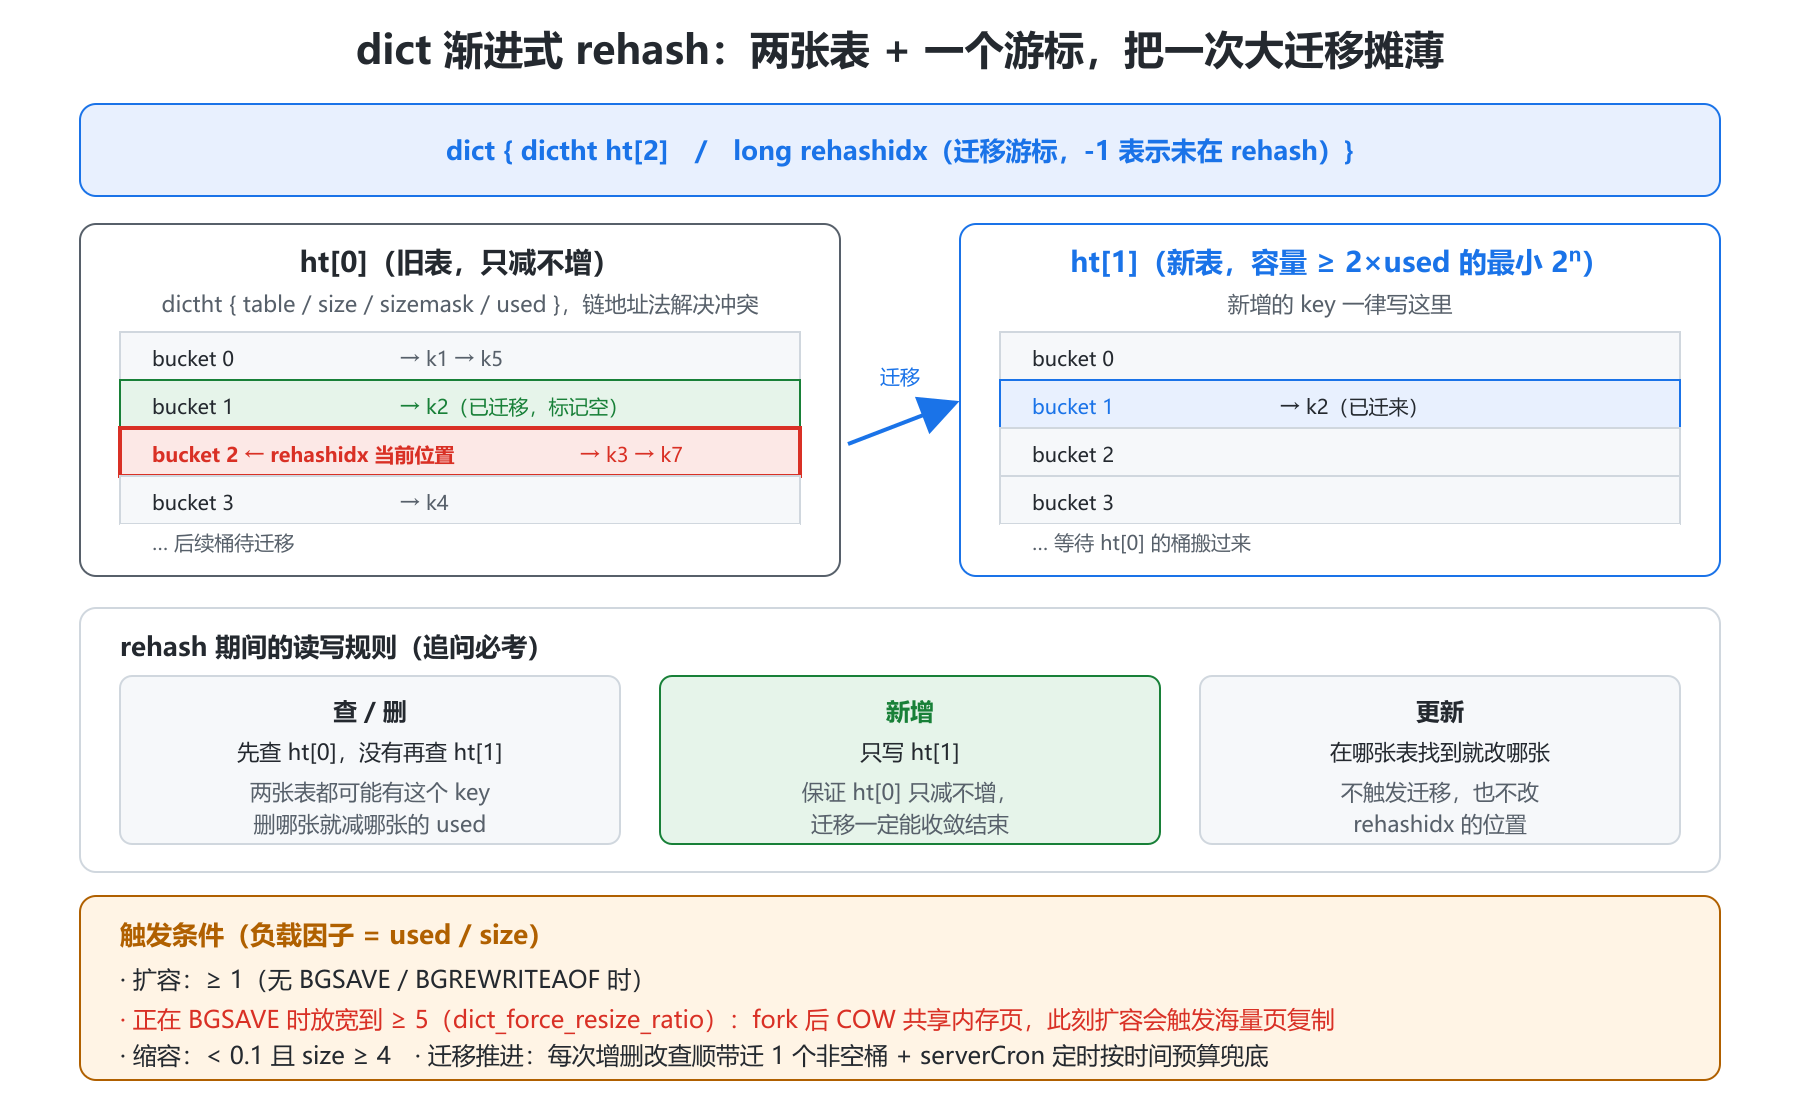 dict 渐进式 rehash：两张表 + 一个游标，把一次大迁移摊薄
dict { dictht ht[2] / long rehashidx（迁移游标，-1 表示未在 rehash）}
ht[0]（旧表，只减不增）
dictht { table / size / sizemask / used }，链地址法解决冲突
bucket 0 → k1 → k5
bucket 1 → k2（已迁移，标记空）
bucket 2 ← rehashidx 当前位置 → k3 → k7
bucket 3 → k4
... 后续桶待迁移
迁移
ht[1]（新表，容量 ≥ 2×used 的最小 2ⁿ）
新增的 key 一律写这里
bucket 0
bucket 1 → k2（已迁来）
bucket 2
bucket 3
... 等待 ht[0] 的桶搬过来
rehash 期间的读写规则（追问必考）
查 / 删
先查 ht[0]，没有再查 ht[1]
两张表都可能有这个 key
删哪张就减哪张的 used
新增
只写 ht[1]
保证 ht[0] 只减不增，
迁移一定能收敛结束
更新
在哪张表找到就改哪张
不触发迁移，也不改
rehashidx 的位置
触发条件（负载因子 = used / size）
· 扩容：≥ 1（无 BGSAVE / BGREWRITEAOF 时）
· 正在 BGSAVE 时放宽到 ≥ 5（dict_force_resize_ratio）：fork 后 COW 共享内存页，此刻扩容会触发海量页复制
· 缩容：< 0.1 且 size ≥ 4 · 迁移推进：每次增删改查顺带迁 1 个非空桶 + serverCron 定时按时间预算兜底